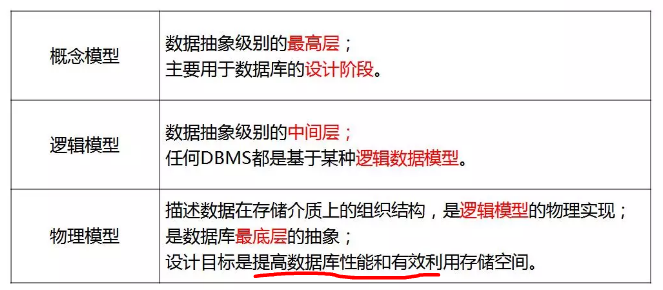 概念模型
数据抽象级别的最高层；
主要用于数据库的设计阶段。
逻辑模型
数据抽象级别的中间层；
任何DBMS都是基于某种逻辑数据模型。
物理模型
描述数据在存储介质上的组织结构，是逻辑模型的物理实现；
是数据库最底层的抽象；
设计目标是提高数据库性能和有效利用存储空间。